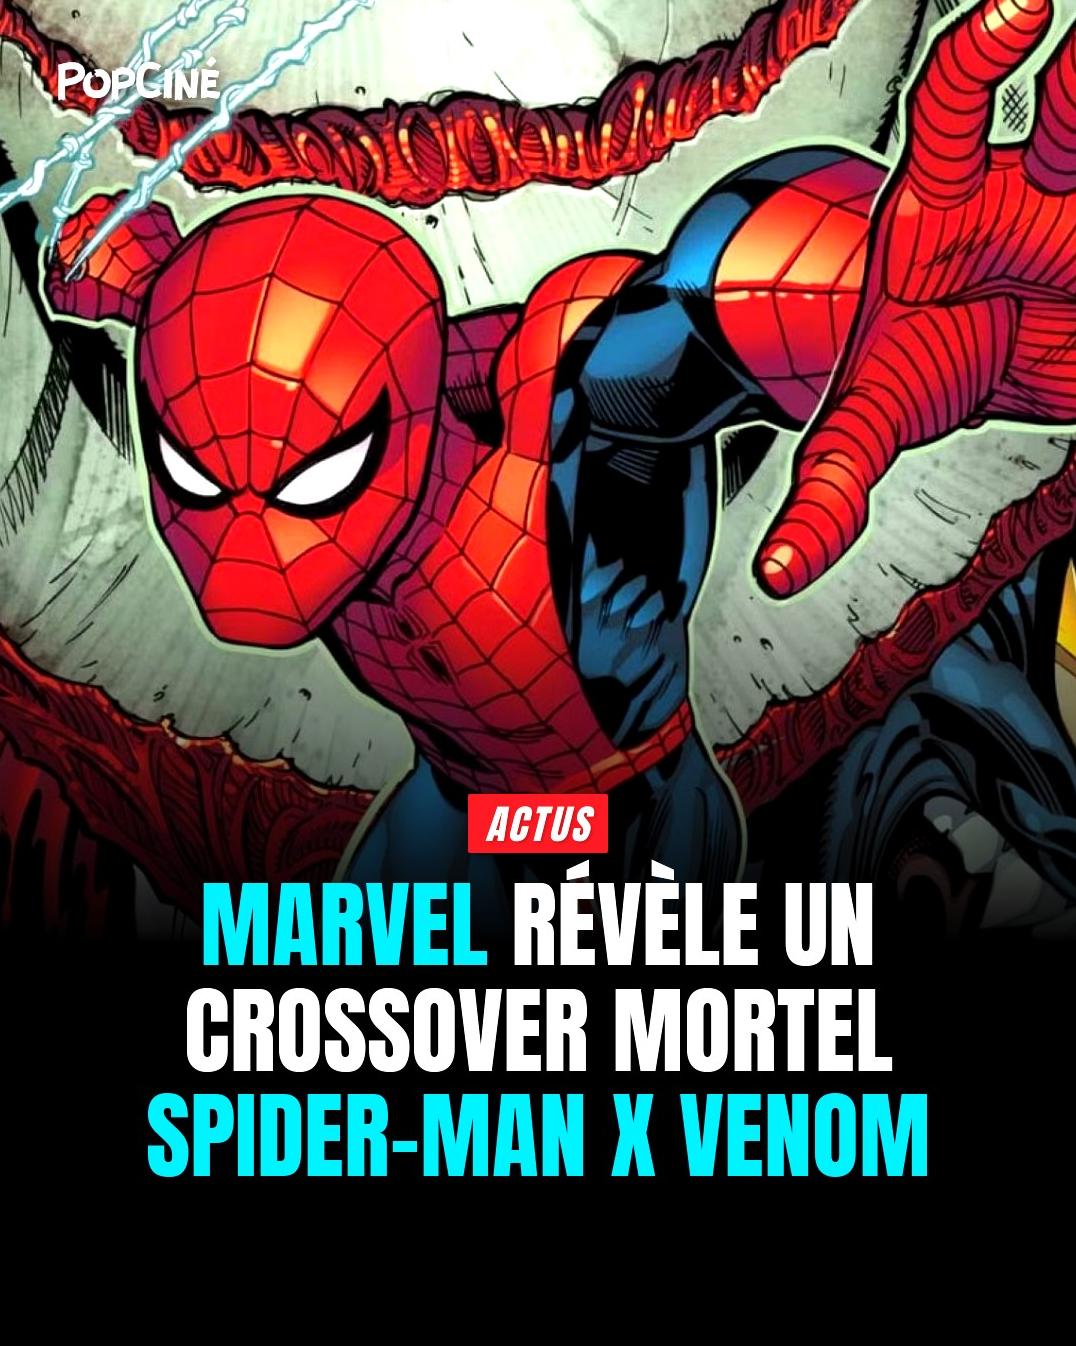 POPCINÉ
ACTUS
MARVEL RÉVÈLE UN
CROSSOVER MORTEL
SPIDER-MAN X VENOM